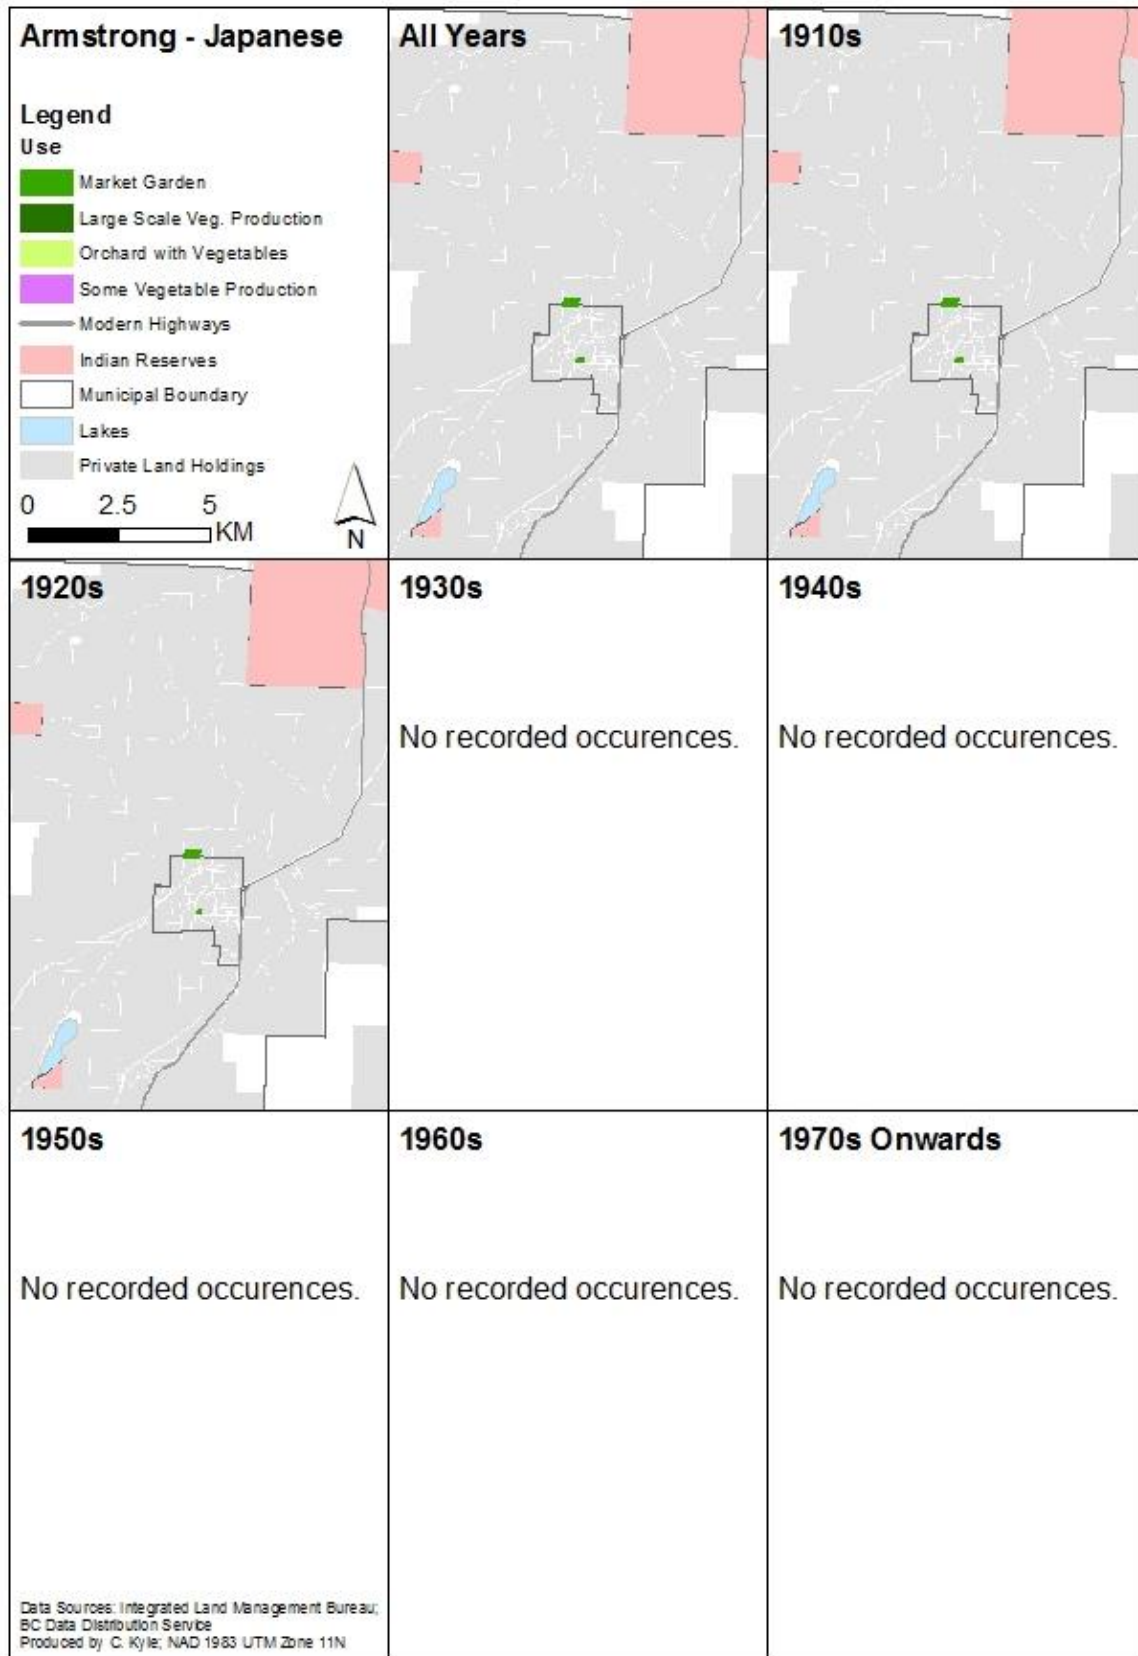 Armstrong - Japanese
Legend
Use
Market Garden
Large Scale Veg. Production
Orchard with Vegetables
Some Vegetable Production
Modern Highways
Indian Reserves
Municipal Boundary
Lakes
Private Land Holdings
0 2.5 5
KM
N
All Years
1910s
1920s
1930s
No recorded occurences.
1940s
No recorded occurences.
1950s
No recorded occurences.
1960s
No recorded occurences.
1970s Onwards
No recorded occurences.
Data Sources: Integrated Land Management Bureau;
BC Data Distribution Service
Produced by C. Kyle; NAD 1983 UTM Zone 11N